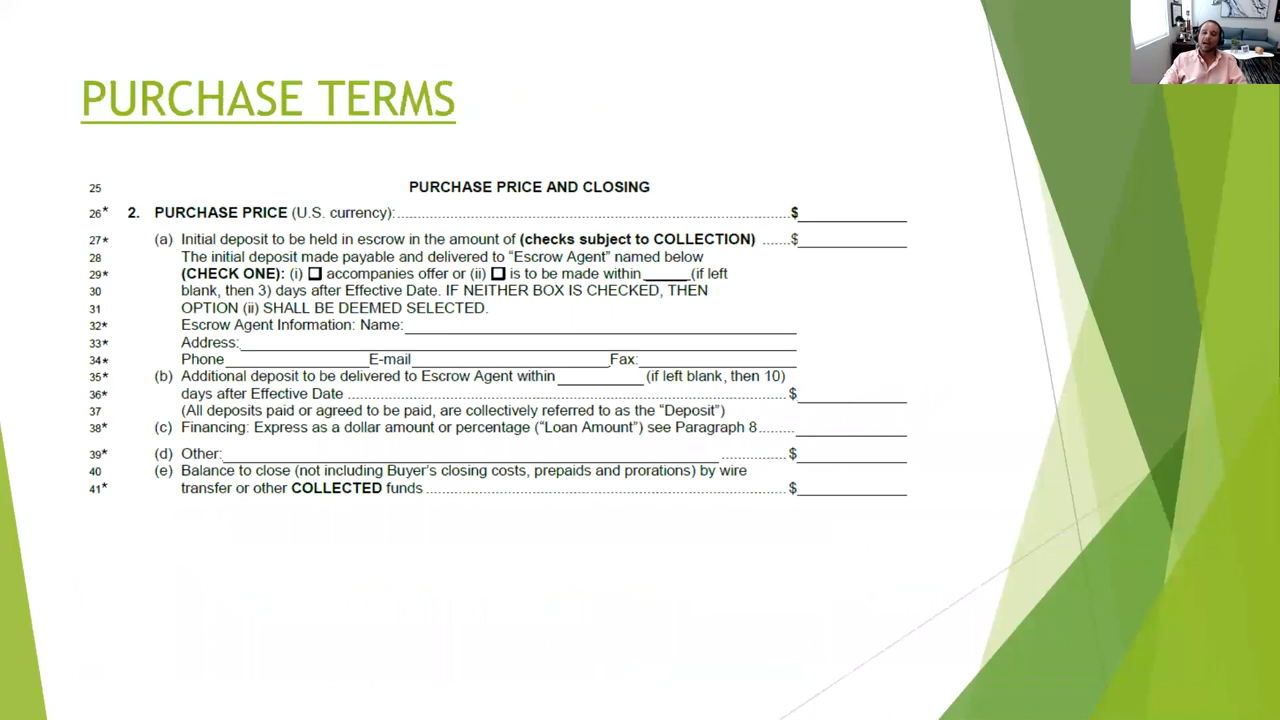 PURCHASE TERMS
25 PURCHASE PRICE AND CLOSING
26* 2. PURCHASE PRICE (U.S. currency):.......... $
27* (a) Initial deposit to be held in escrow in the amount of (checks subject to COLLECTION) ...... $
28 The initial deposit made payable and delivered to “Escrow Agent” named below
29* (CHECK ONE): (i) ☐ accompanies offer or (ii) ☐ is to be made within ______ (if left
30 blank, then 3) days after Effective Date. IF NEITHER BOX IS CHECKED, THEN
31 OPTION (ii) SHALL BE DEEMED SELECTED.
32* Escrow Agent Information: Name:
33* Address:
34* Phone E-mail Fax:
35* (b) Additional deposit to be delivered to Escrow Agent within ______ (if left blank, then 10)
36* days after Effective Date .......... $
37 (All deposits paid or agreed to be paid, are collectively referred to as the “Deposit”)
38* (c) Financing: Express as a dollar amount or percentage (“Loan Amount”) see Paragraph 8.........
39* (d) Other: .......... $
40 (e) Balance to close (not including Buyer’s closing costs, prepaids and prorations) by wire
41* transfer or other COLLECTED funds .......... $